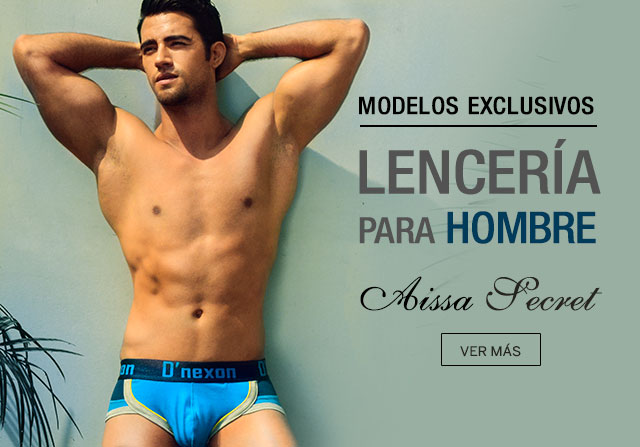 MODELOS EXCLUSIVOS
LENCERÍA
PARA HOMBRE
Aissa Secret
VER MÁS
D'nexon